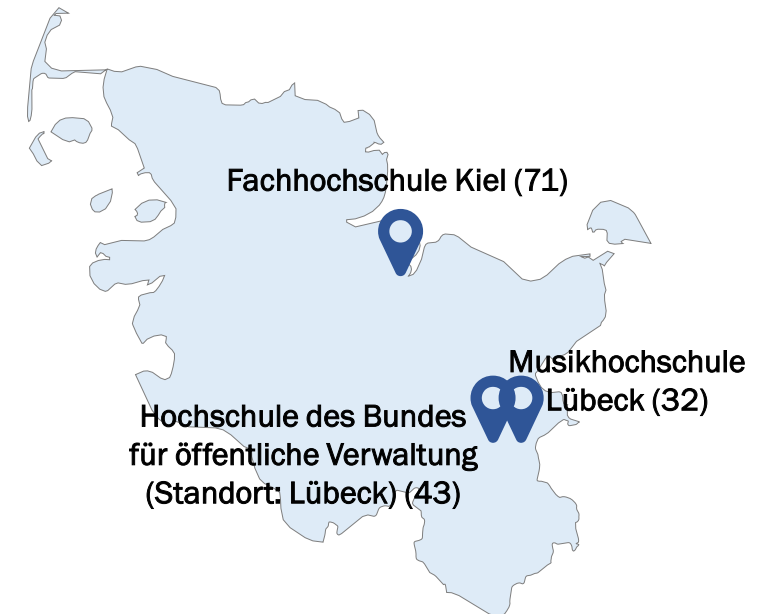 Fachhochschule Kiel (71)
Musikhochschule
Lübeck (32)
Hochschule des Bundes
für öffentliche Verwaltung
(Standort: Lübeck) (43)